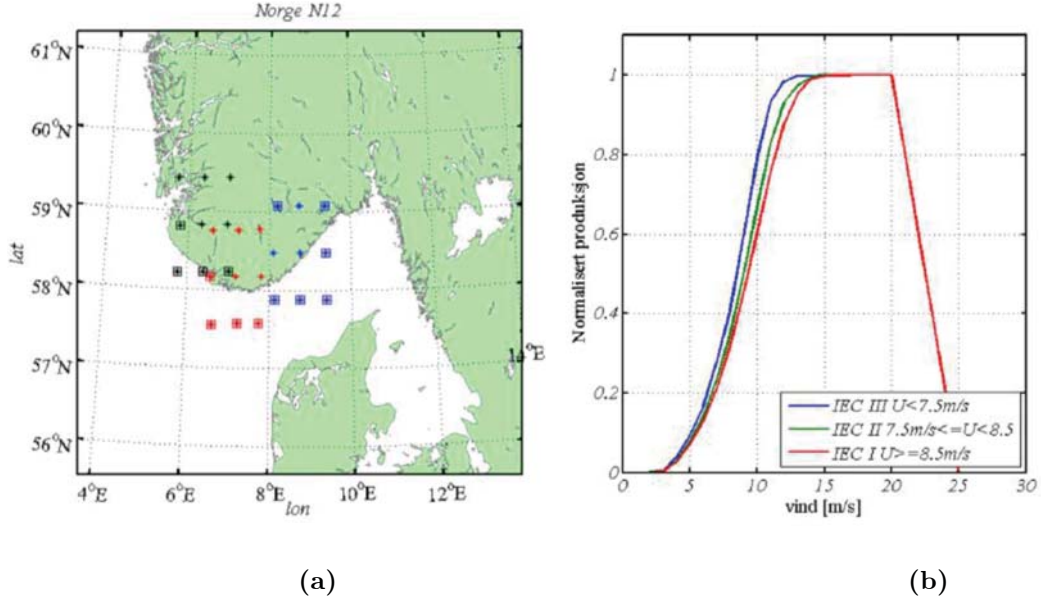 Norge N12
61°N
60°N
59°N
58°N
57°N
56°N
lat
4°E
6°E
8°E
10°E
12°E
lon
(a)
1
0.8
0.6
0.4
0.2
0
Normalisert produksjon
IEC III U<7.5m/s
IEC II 7.5m/s<=U<8.5
IEC I U>=8.5m/s
0
5
10
15
20
25
30
vind [m/s]
(b)